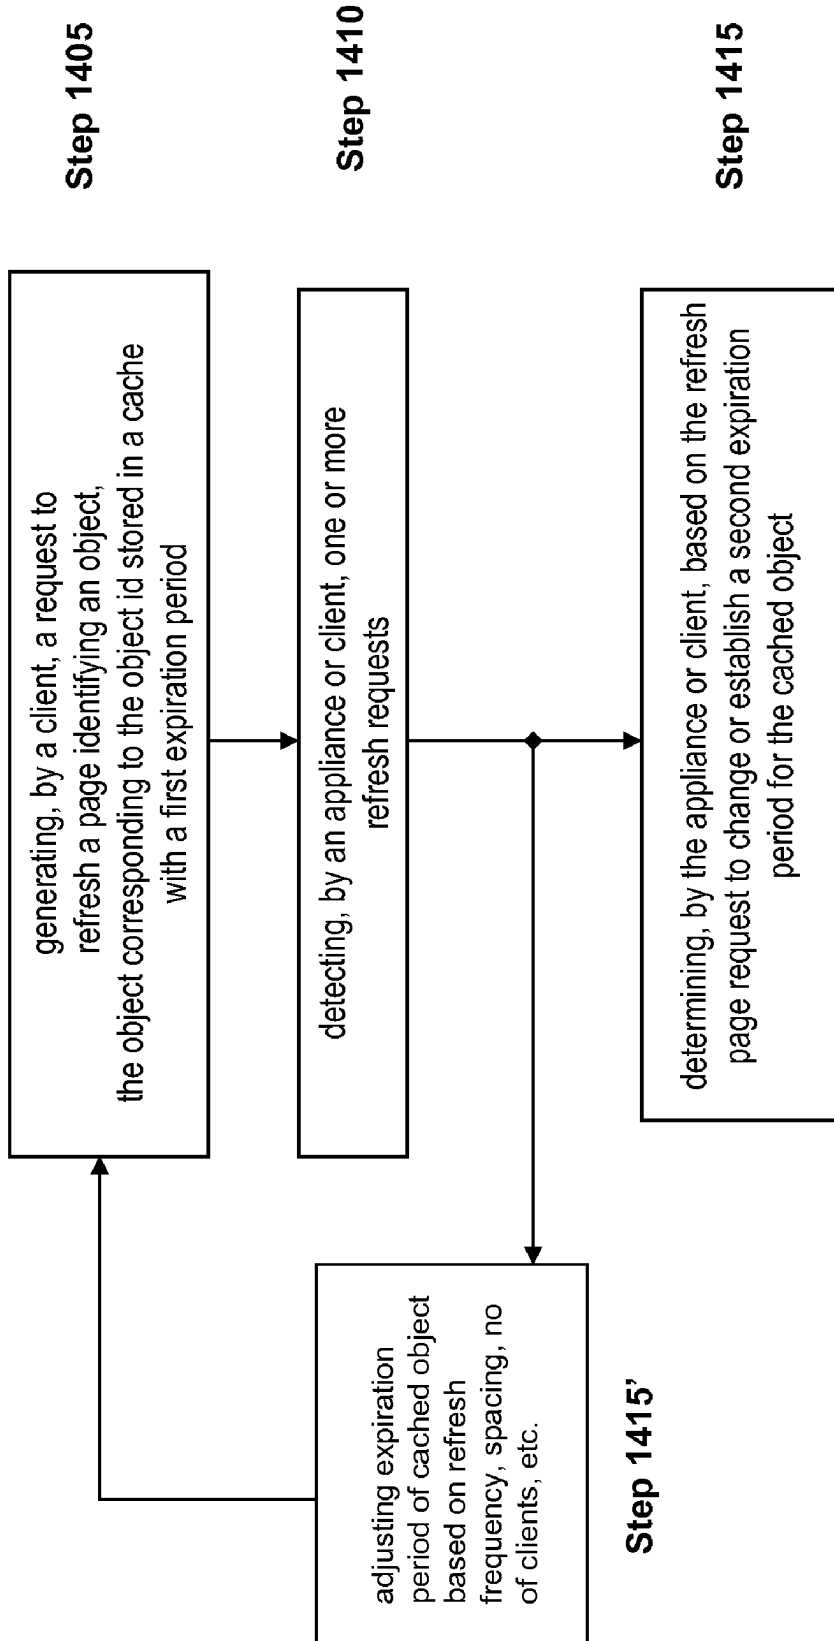 generating, by a client, a request to
refresh a page identifying an object,
the object corresponding to the object id stored in a cache
with a first expiration period
Step 1405
detecting, by an appliance or client, one or more
refresh requests
Step 1410
adjusting expiration
period of cached object
based on refresh
frequency, spacing, no
of clients, etc.
Step 1415’
determining, by the appliance or client, based on the refresh
page request to change or establish a second expiration
period for the cached object
Step 1415